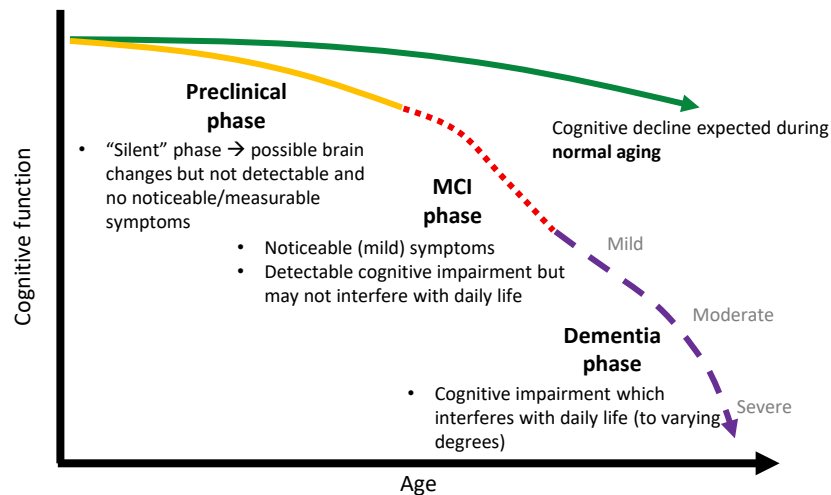 Preclinical
phase
• “Silent” phase → possible brain
changes but not detectable and
no noticeable/measurable
symptoms
Cognitive decline expected during
normal aging
MCI
phase
• Noticeable (mild) symptoms
• Detectable cognitive impairment but
may not interfere with daily life
Mild
Moderate
Severe
Dementia
phase
• Cognitive impairment which
interferes with daily life (to varying
degrees)
Cognitive function
Age